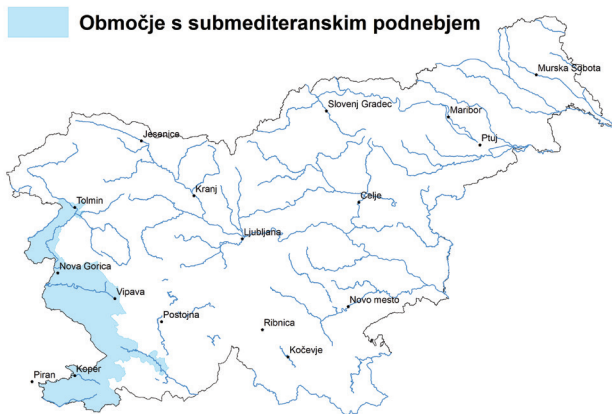 Območje s submediteranskim podnebjem
Murska Sobota
Slovenj Gradec
Maribor
Jesenice
Ptuj
Kranj
Celje
Tolmin
Ljubljana
Nova Gorica
Vipava
Novo mesto
Postojna
Ribnica
Kočevje
Koper
Piran